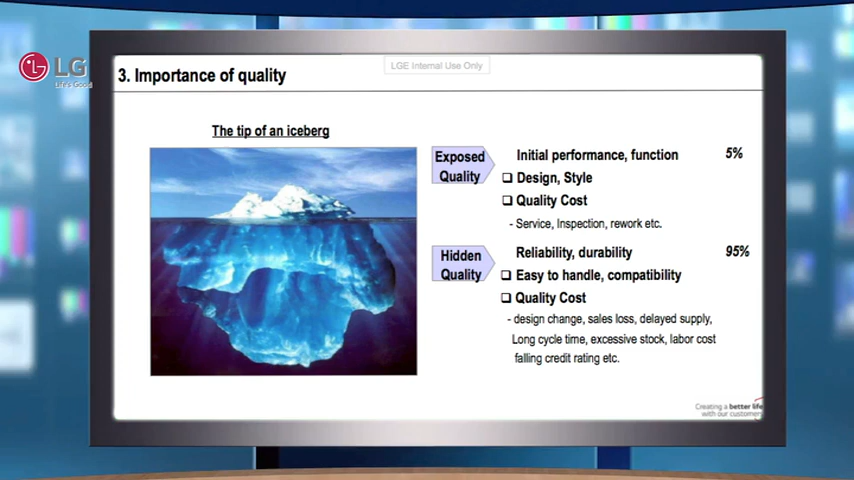 LG
Life's Good
LGE Internal Use Only
3. Importance of quality
The tip of an iceberg
Exposed
Quality
Initial performance, function 5%
❑ Design, Style
❑ Quality Cost
- Service, Inspection, rework etc.
Hidden
Quality
Reliability, durability 95%
❑ Easy to handle, compatibility
❑ Quality Cost
- design change, sales loss, delayed supply,
Long cycle time, excessive stock, labor cost
falling credit rating etc.
Creating a better life
with our customers